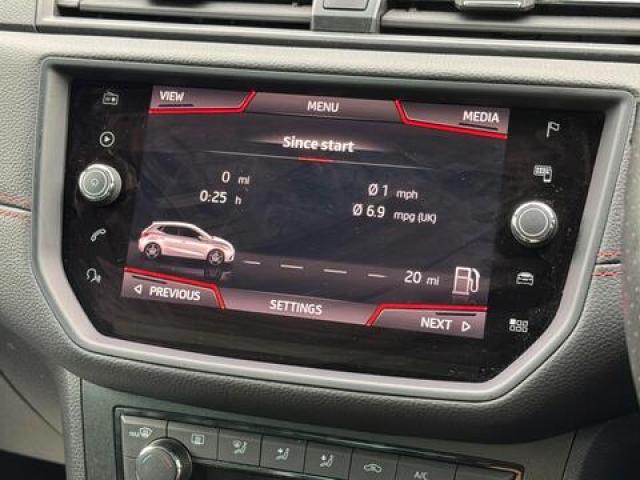 VIEW
MENU
MEDIA
Since start
0 mi
Ø 1 mph
0:25 h
Ø 6.9 mpg (UK)
20 mi
PREVIOUS
SETTINGS
NEXT
A/C